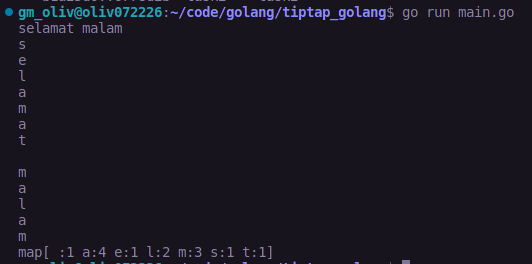 gm_oliv@oliv072226:~/code/golang/tiptap_golang$ go run main.go
selamat malam
s
e
l
a
m
a
t

m
a
l
a
m
map[ :1 a:4 e:1 l:2 m:3 s:1 t:1]